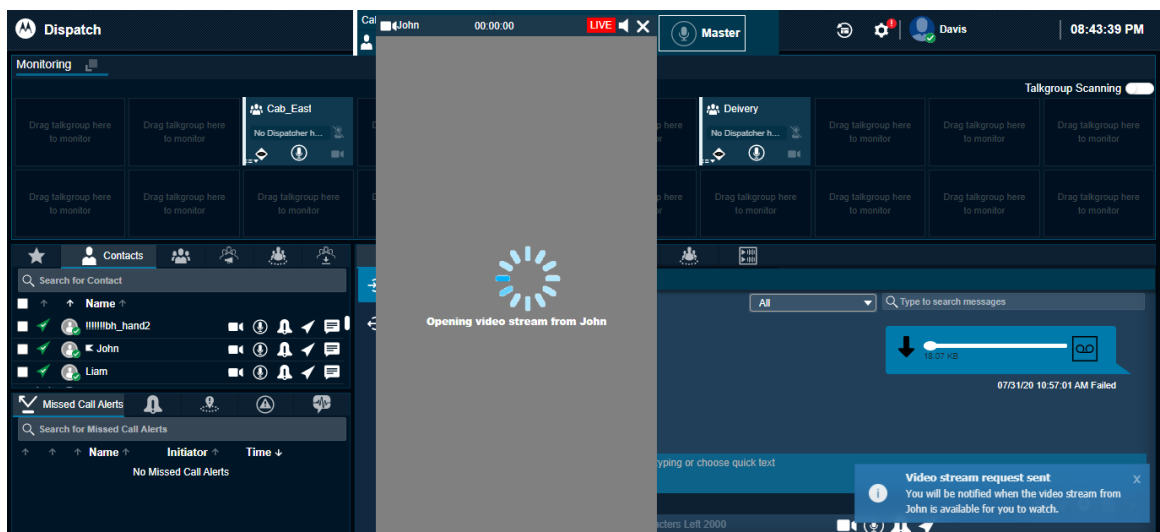 Dispatch
Cal
John 00:00:00 LIVE
Master
Davis
08:43:39 PM
Monitoring
Talkgroup Scanning
Drag talkgroup here
to monitor
Drag talkgroup here
to monitor
Cab_East
No Dispatcher h...
Deivery
No Dispatcher h...
Drag talkgroup here
to monitor
Drag talkgroup here
to monitor
Drag talkgroup here
to monitor
Drag talkgroup here
to monitor
Drag talkgroup here
to monitor
Drag talkgroup here
to monitor
p here
Drag talkgroup here
to monitor
Drag talkgroup here
to monitor
Drag talkgroup here
to monitor
Drag talkgroup here
to monitor
Contacts
Search for Contact
Name
!!!!!!!bh_hand2
John
Liam
Opening video stream from John
All
Type to search messages
18.07 KB
07/31/20 10:57:01 AM Failed
Missed Call Alerts
Search for Missed Call Alerts
Name Initiator Time
No Missed Call Alerts
typing or choose quick text
Video stream request sent X
You will be notified when the video stream from
John is available for you to watch.
cters Left 2000